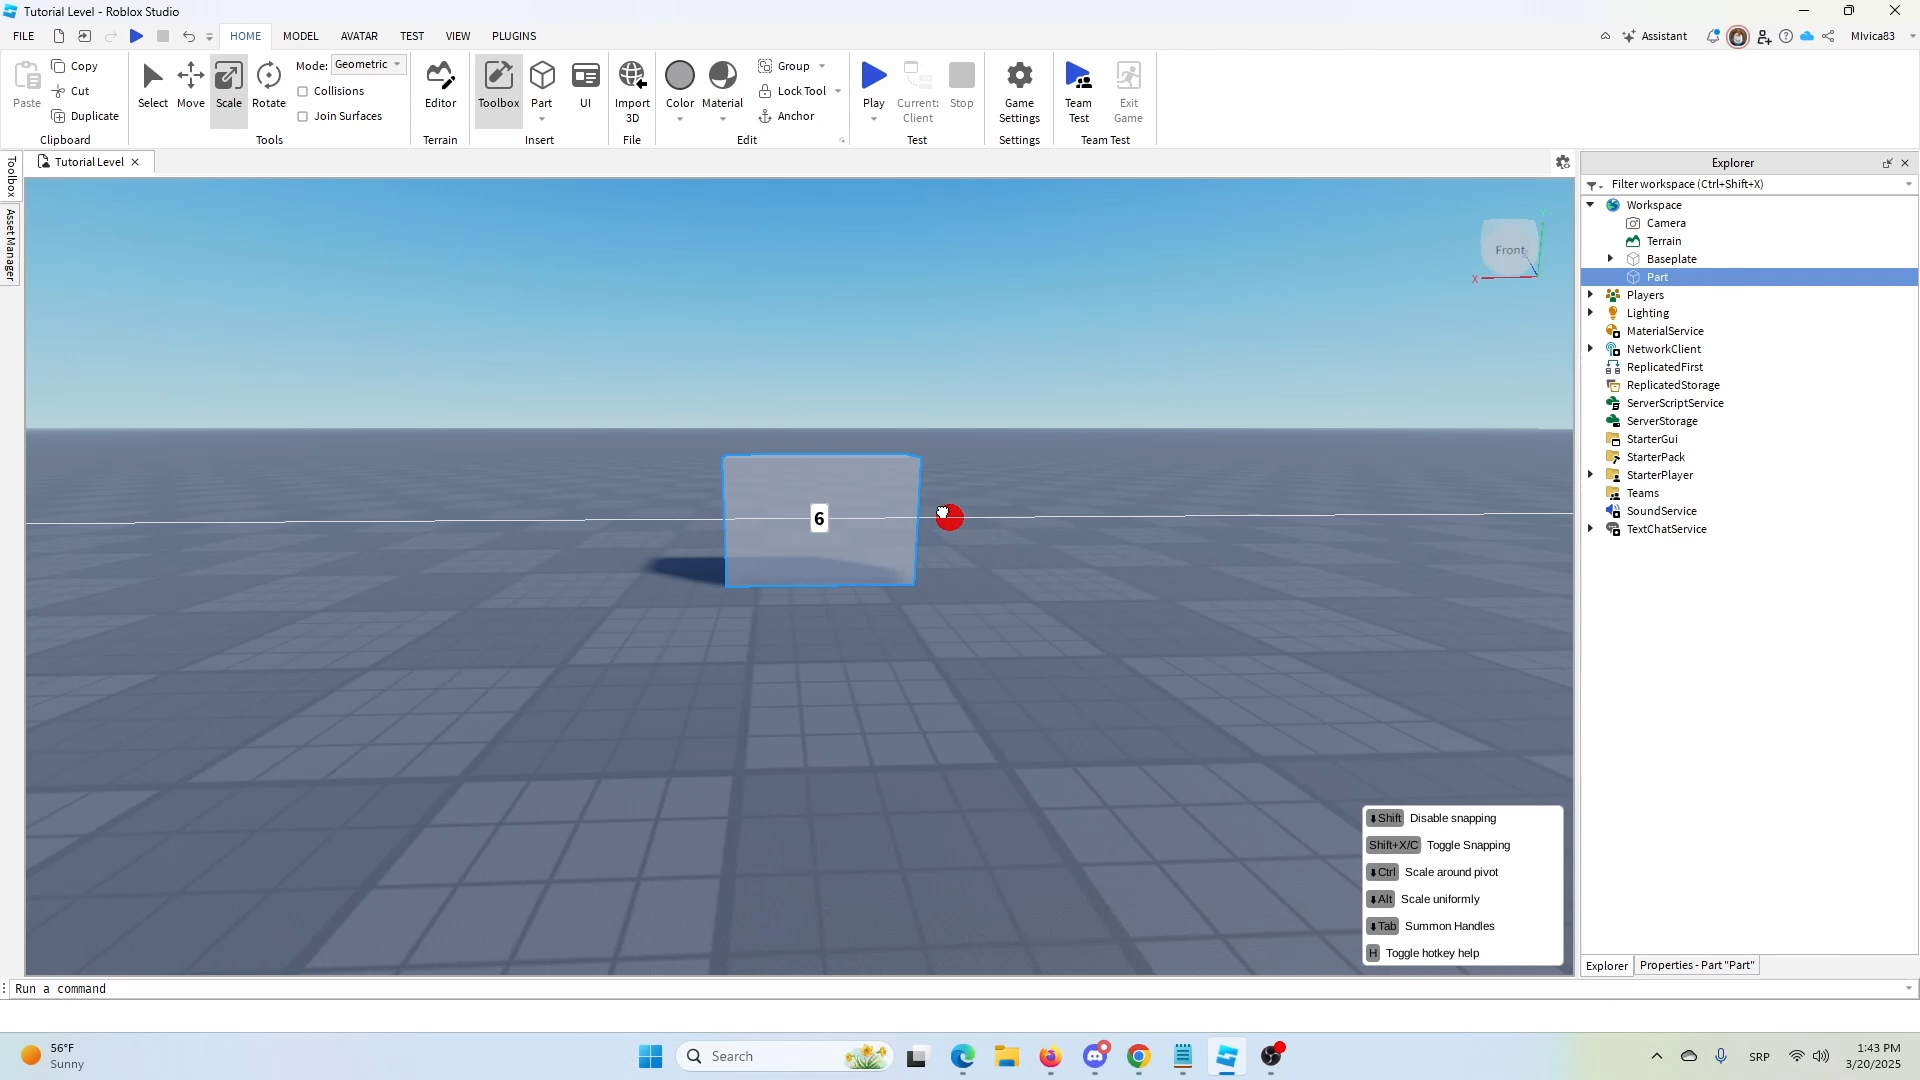 Tutorial Level - Roblox Studio
FILE HOME MODEL AVATAR TEST VIEW PLUGINS Assistant MIvica83
Paste Copy Cut Duplicate Clipboard
Select Move Scale Rotate Mode: Geometric Collisions Join Surfaces Tools
Editor Terrain
Toolbox Part UI Insert
Import 3D File
Color Material Group Lock Tool Anchor Edit
Play Current: Client Stop Test
Game Settings Settings
Team Test Exit Game Team Test
Toolbox
Asset Manager
Tutorial Level
Front
X
Y
6
Shift Disable snapping
Shift+X/C Toggle Snapping
Ctrl Scale around pivot
Alt Scale uniformly
Tab Summon Handles
H Toggle hotkey help
Explorer
Filter workspace (Ctrl+Shift+X)
Workspace
Camera
Terrain
Baseplate
Part
Players
Lighting
MaterialService
NetworkClient
ReplicatedFirst
ReplicatedStorage
ServerScriptService
ServerStorage
StarterGui
StarterPack
StarterPlayer
Teams
SoundService
TextChatService
Explorer Properties - Part "Part"
Run a command
56°F
Sunny
Search
SRP
1:43 PM
3/20/2025